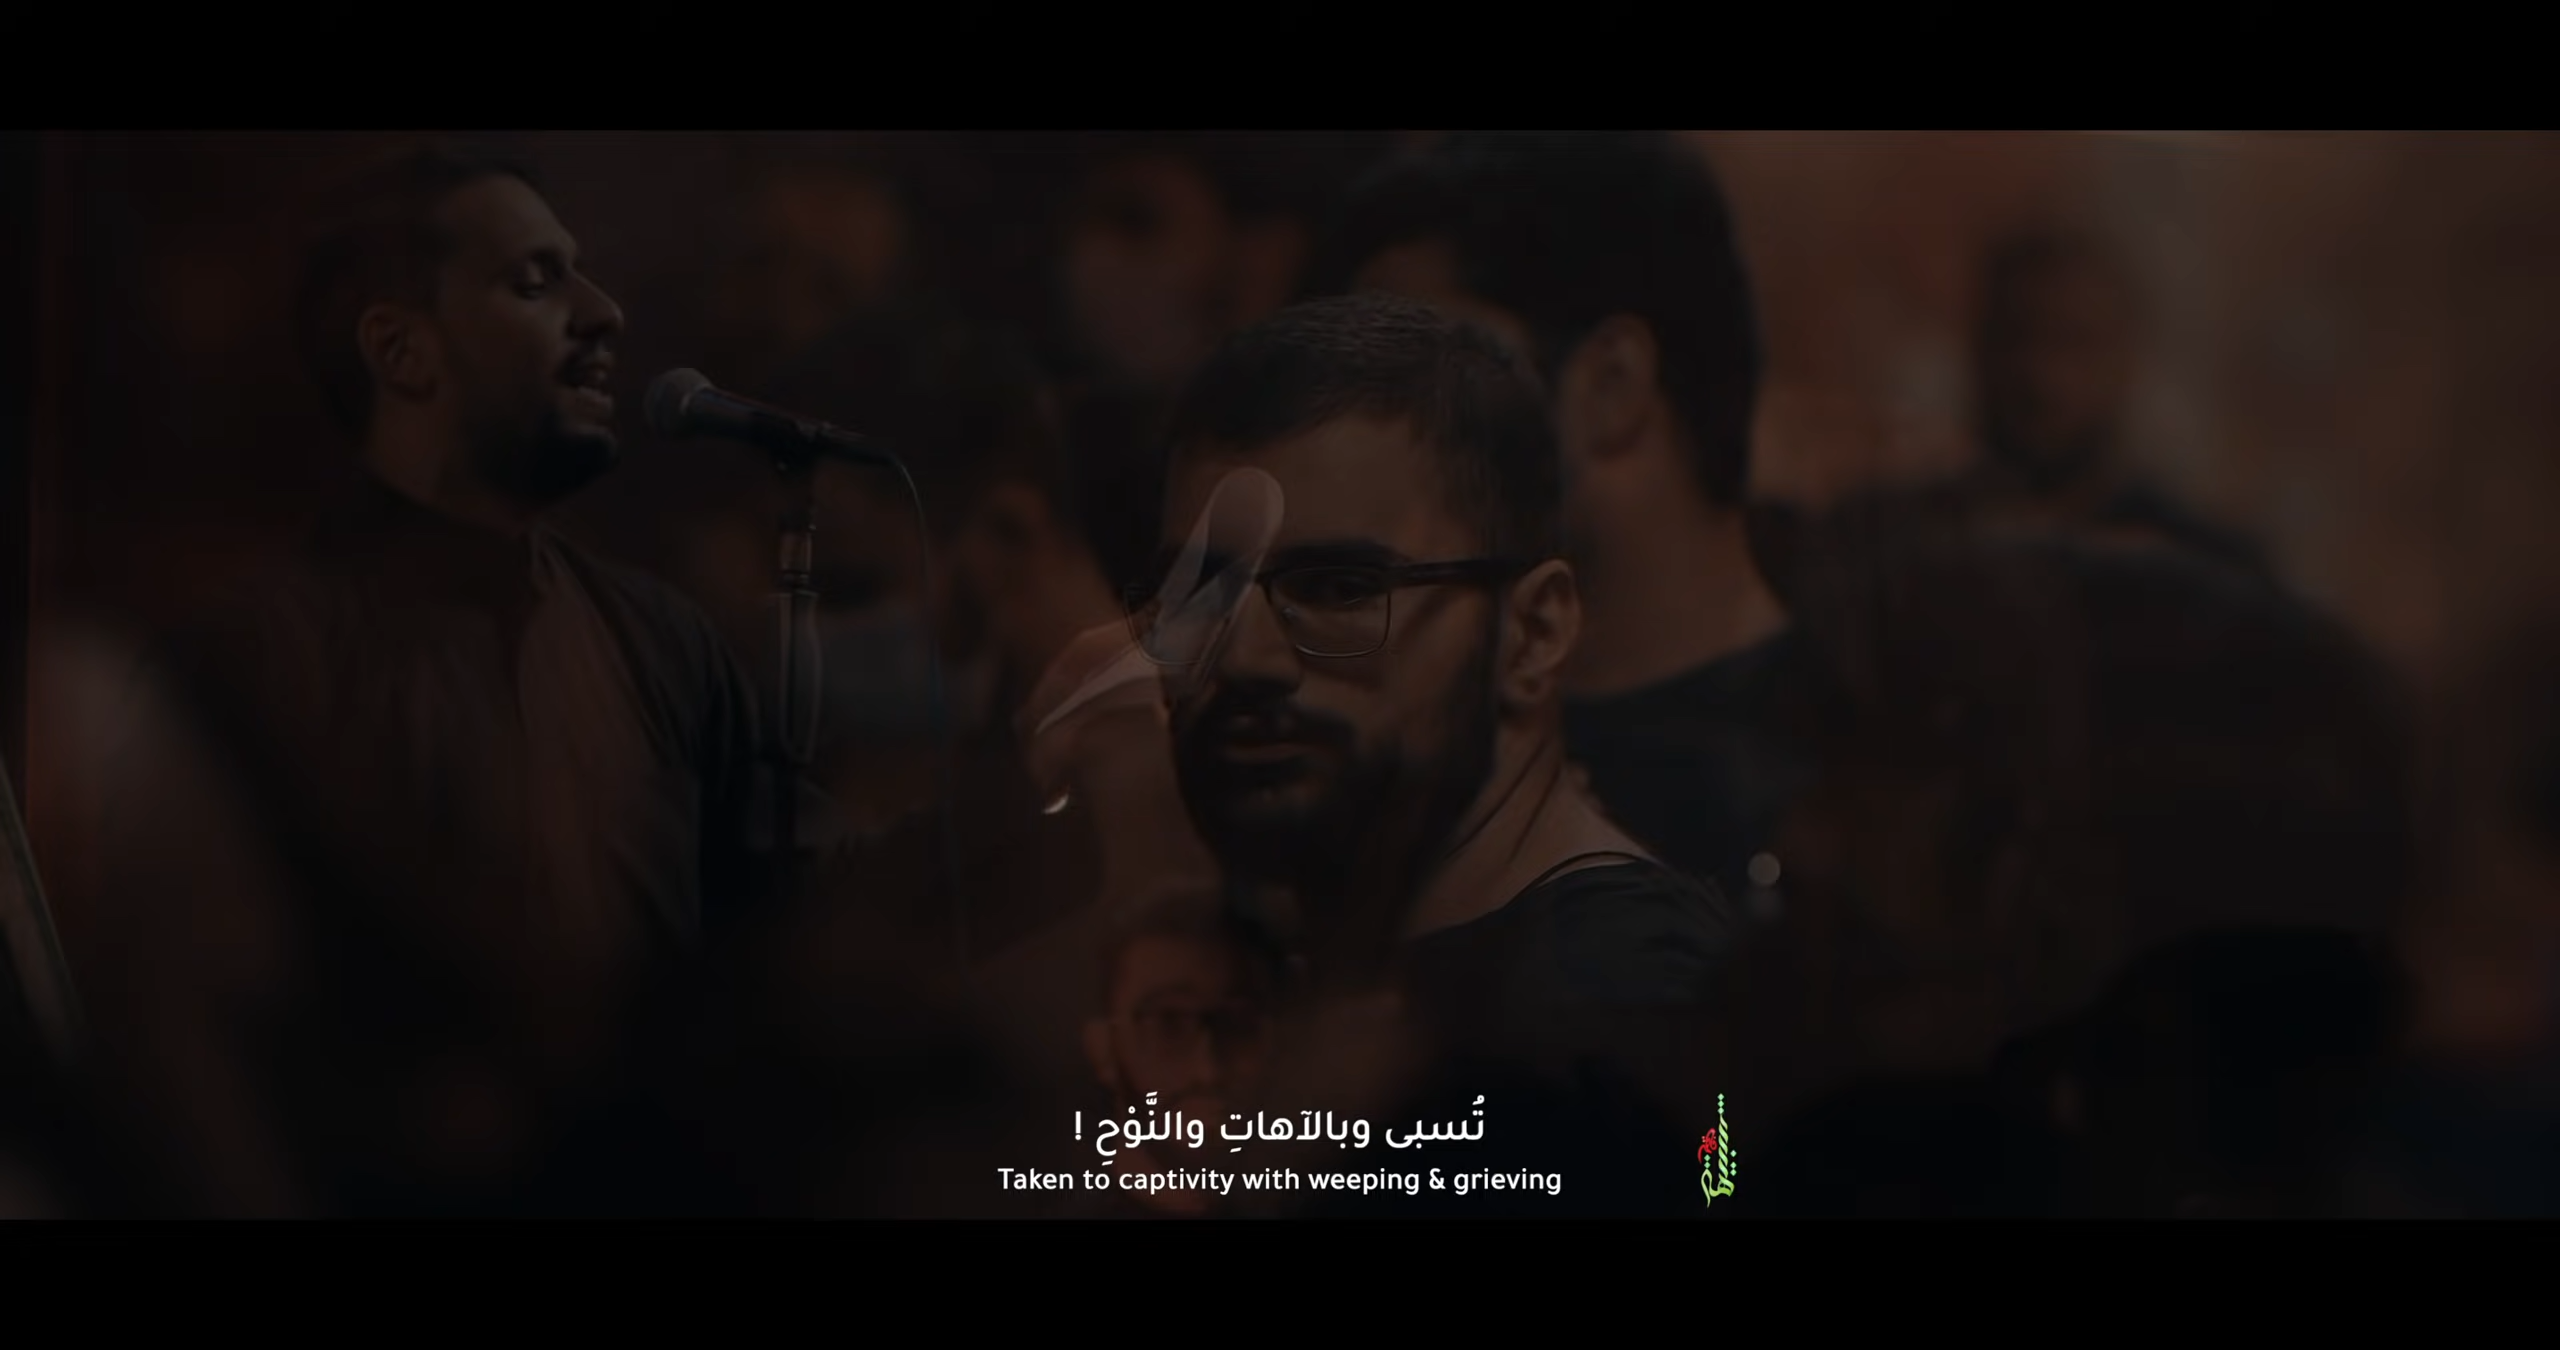 تُسبى وبالآهاتِ والنَّوْحِ !
Taken to captivity with weeping & grieving